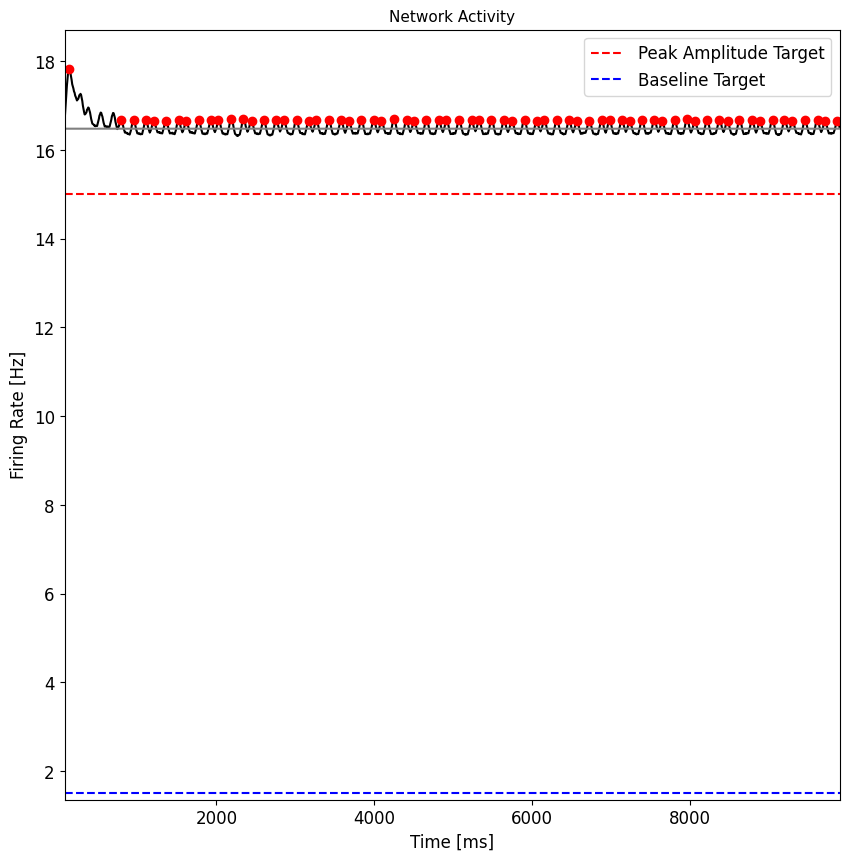 Network Activity
Peak Amplitude Target
Baseline Target
18
16
14
12
10
8
6
4
2
Firing Rate [Hz]
2000
4000
6000
8000
Time [ms]